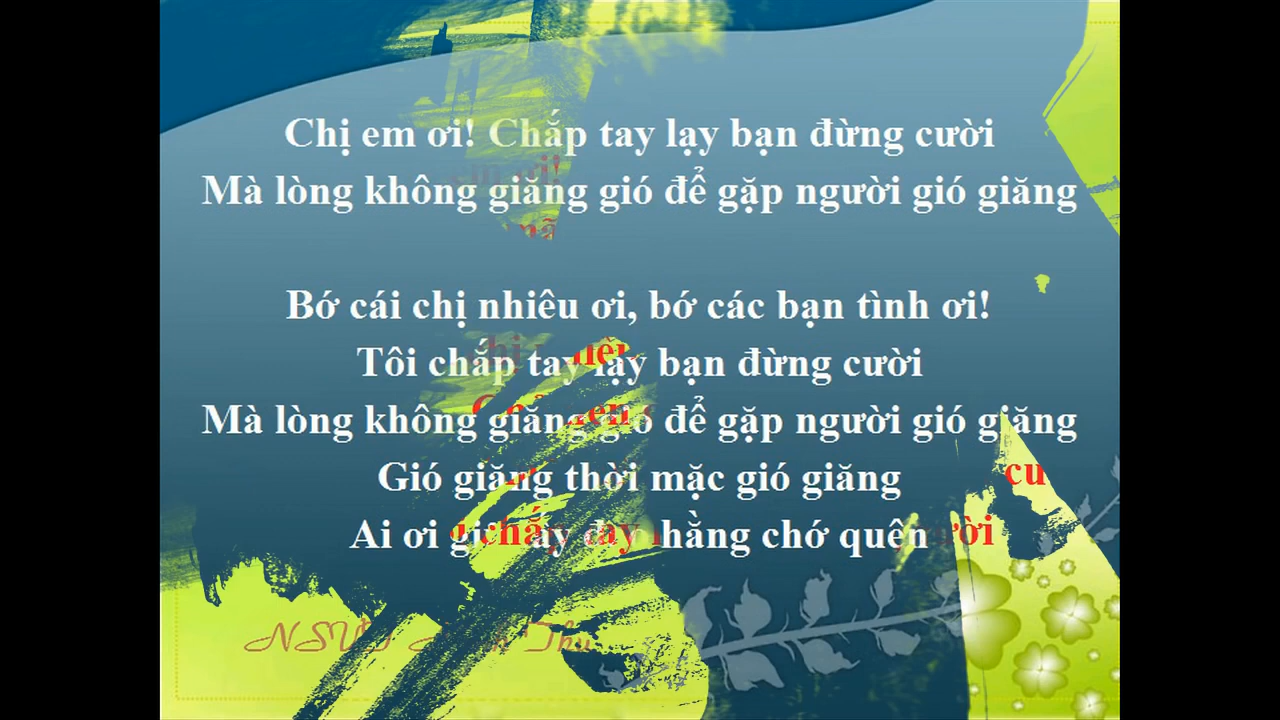 Chị em ơi! Chắp tay lạy bạn đừng cười
Mà lòng không giăng gió để gặp người gió giăng
Bớ cái chị nhiêu ơi, bớ các bạn tình ơi!
Tôi chắp tay lạy bạn đừng cười
Mà lòng không giăng gió để gặp người gió giăng
Gió giăng thời mặc gió giăng
Ai ơi giữ lấy đạo hằng chớ quên